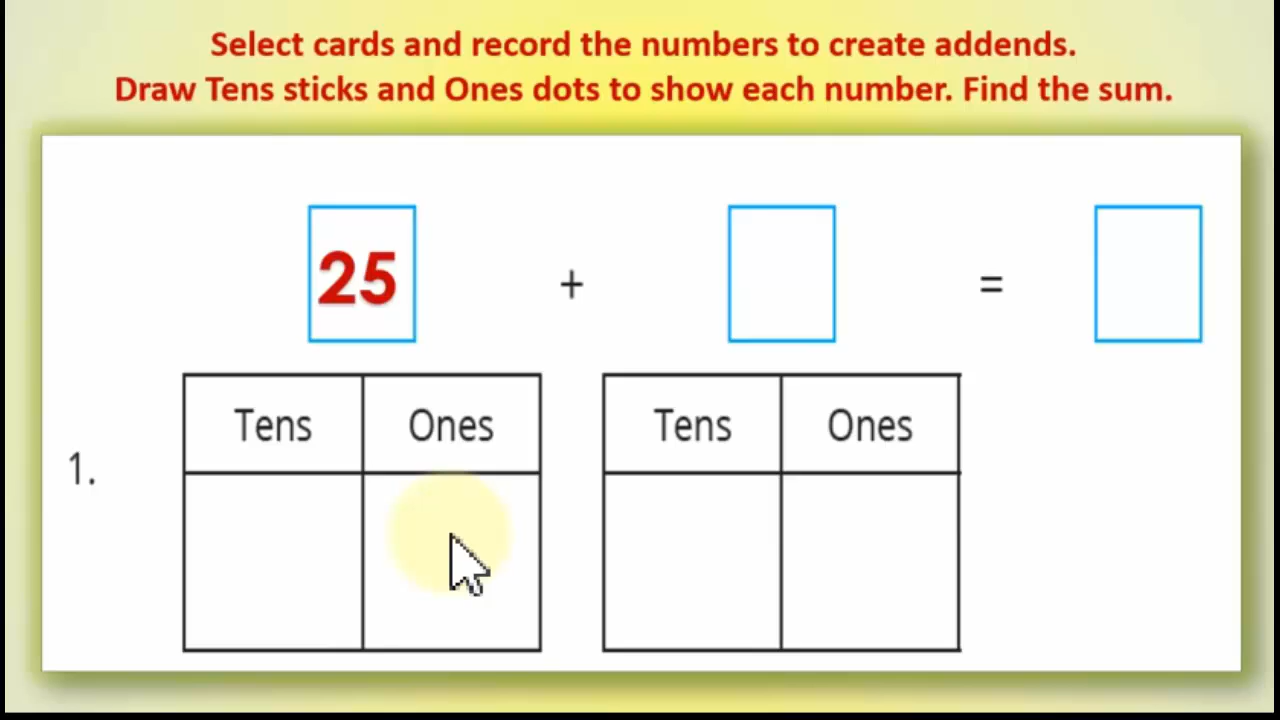 Select cards and record the numbers to create addends.
Draw Tens sticks and Ones dots to show each number. Find the sum.
25 + =
Tens Ones Tens Ones
1.